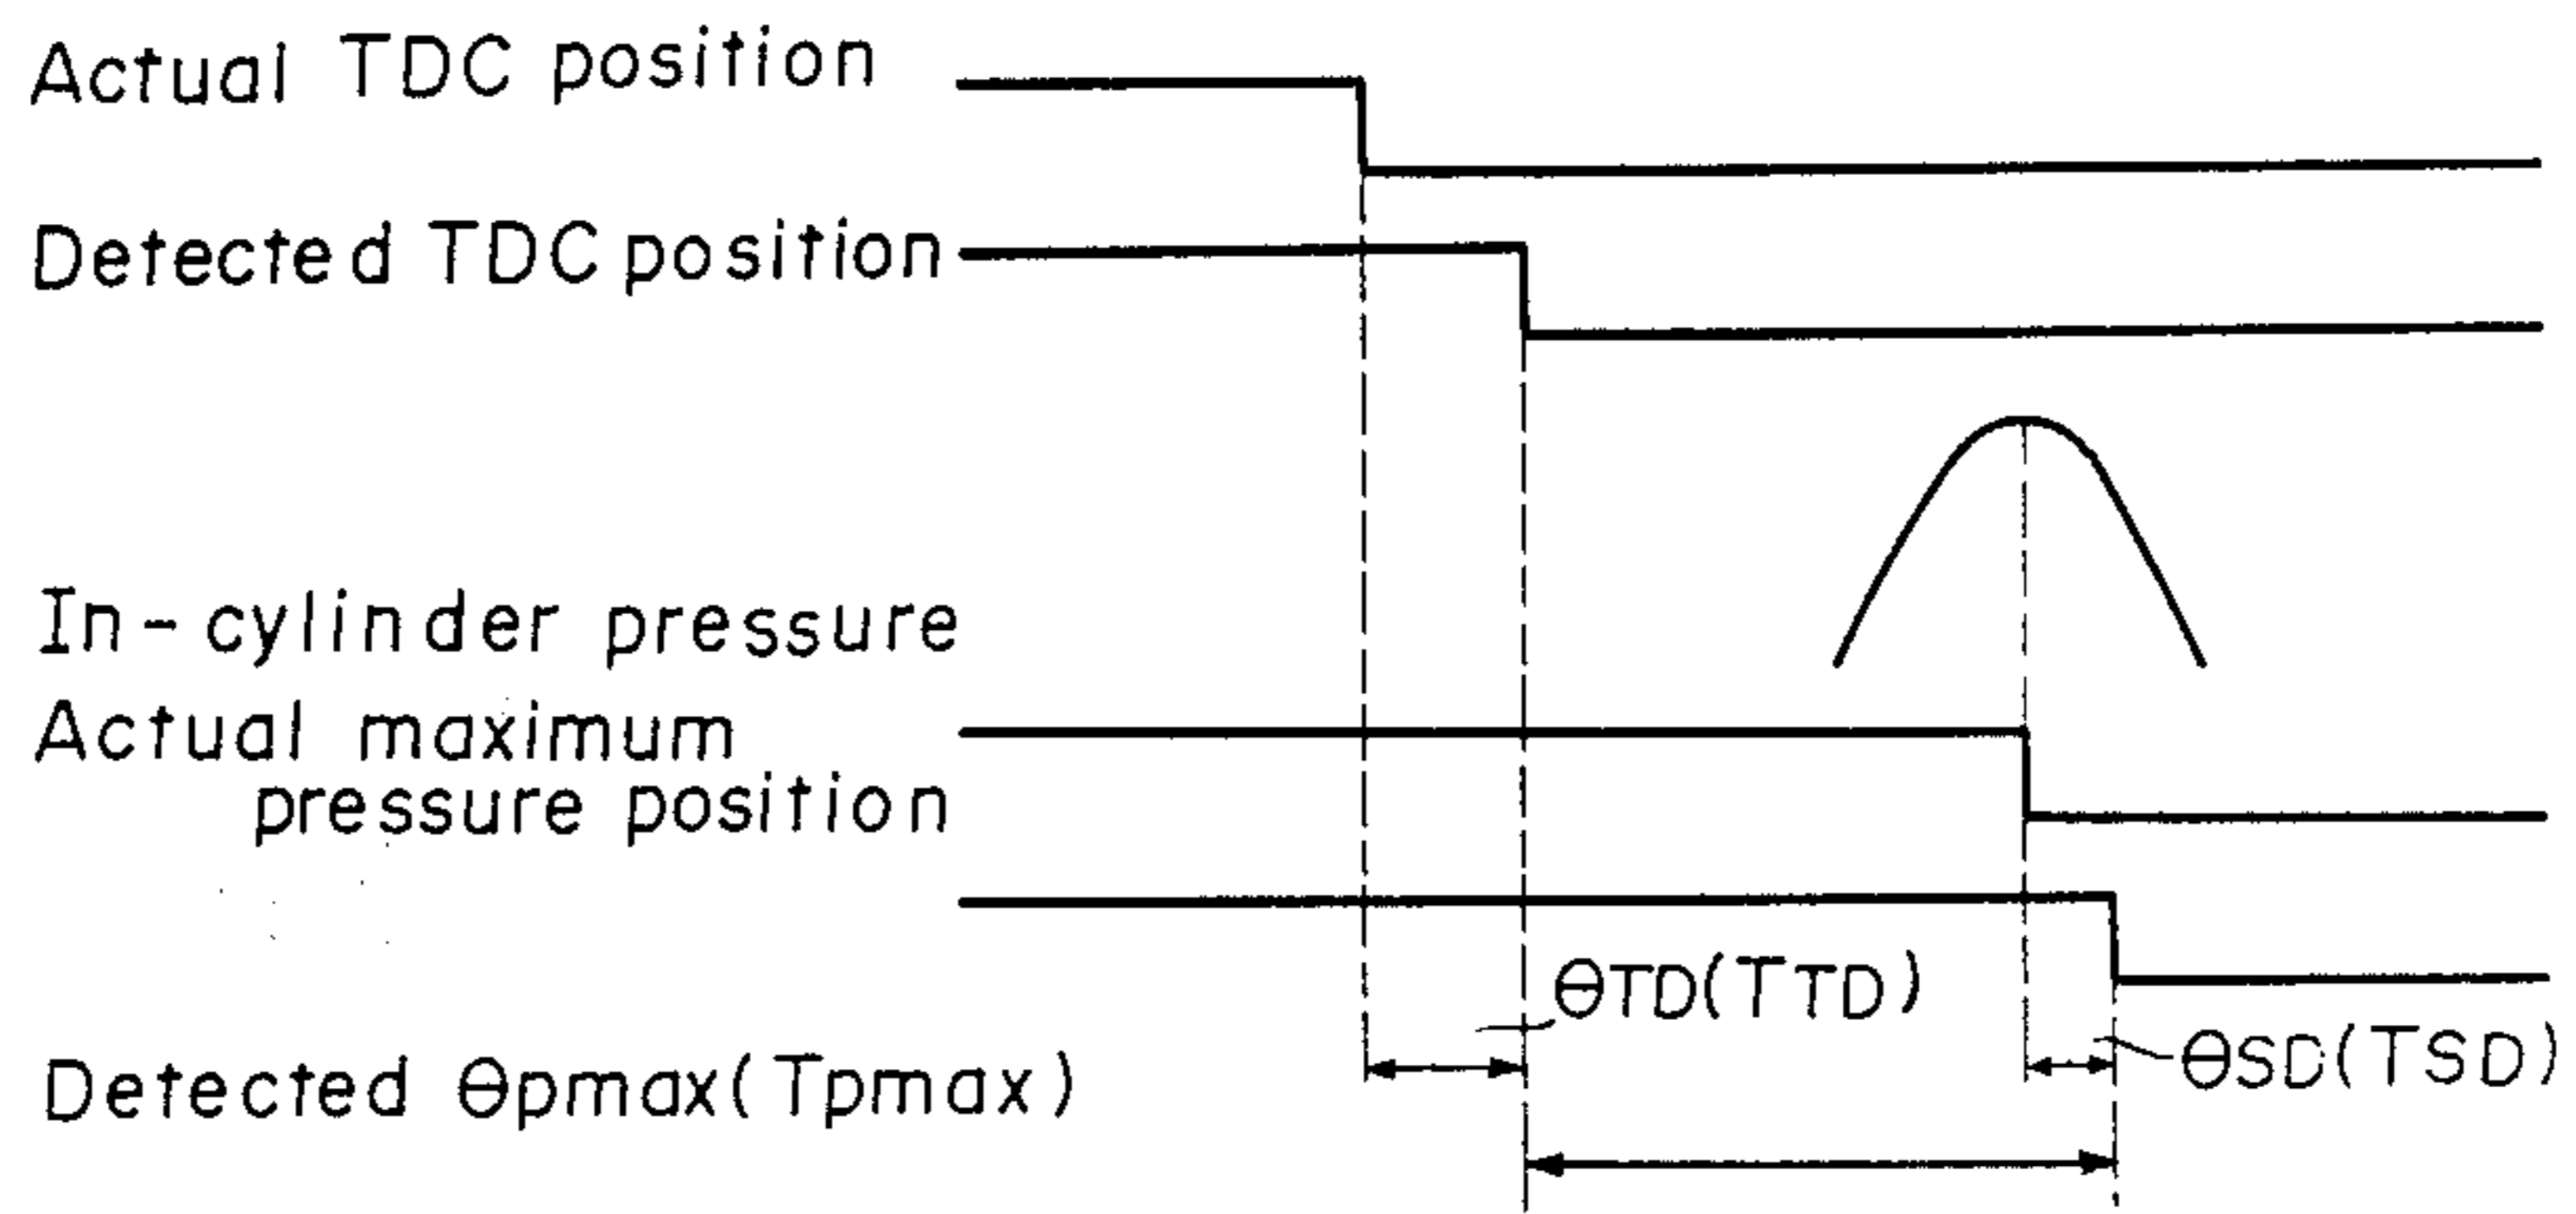 Actual TDC position
Detected TDC position
In-cylinder pressure
Actual maximum
pressure position
θTD(TTD)
θSD(TSD)
Detected θpmax(Tpmax)